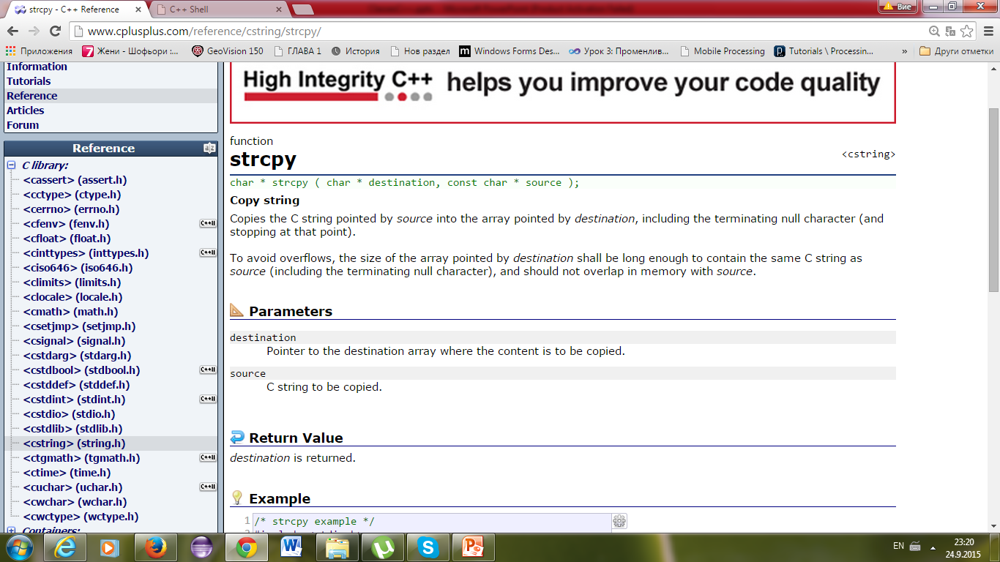 strcpy - C++ Reference
C++ Shell
Вие
www.cplusplus.com/reference/cstring/strcpy/
Приложения
Жени - Шофьори :...
GeoVision 150
ГЛАВА 1
История
Нов раздел
Windows Forms Des...
Урок 3: Променлив...
Mobile Processing
Tutorials \ Processin...
»
Други отметки
Information
Tutorials
Reference
Articles
Forum
Reference
C library:
<cassert> (assert.h)
<cctype> (ctype.h)
<cerrno> (errno.h)
<cfenv> (fenv.h) C++11
<cfloat> (float.h)
<cinttypes> (inttypes.h) C++11
<ciso646> (iso646.h)
<climits> (limits.h)
<clocale> (locale.h)
<cmath> (math.h)
<csetjmp> (setjmp.h)
<csignal> (signal.h)
<cstdarg> (stdarg.h)
<cstdbool> (stdbool.h) C++11
<cstddef> (stddef.h)
<cstdint> (stdint.h) C++11
<cstdio> (stdio.h)
<cstdlib> (stdlib.h)
<cstring> (string.h)
<ctgmath> (tgmath.h) C++11
<ctime> (time.h)
<cuchar> (uchar.h) C++11
<cwchar> (wchar.h)
<cwctype> (wctype.h)
Containers:
High Integrity C++ helps you improve your code quality
function
strcpy
<cstring>
char * strcpy ( char * destination, const char * source );
Copy string
Copies the C string pointed by source into the array pointed by destination, including the terminating null character (and
stopping at that point).
To avoid overflows, the size of the array pointed by destination shall be long enough to contain the same C string as
source (including the terminating null character), and should not overlap in memory with source.
Parameters
destination
Pointer to the destination array where the content is to be copied.
source
C string to be copied.
Return Value
destination is returned.
Example
1 /* strcpy example */
EN
23:20
24.9.2015